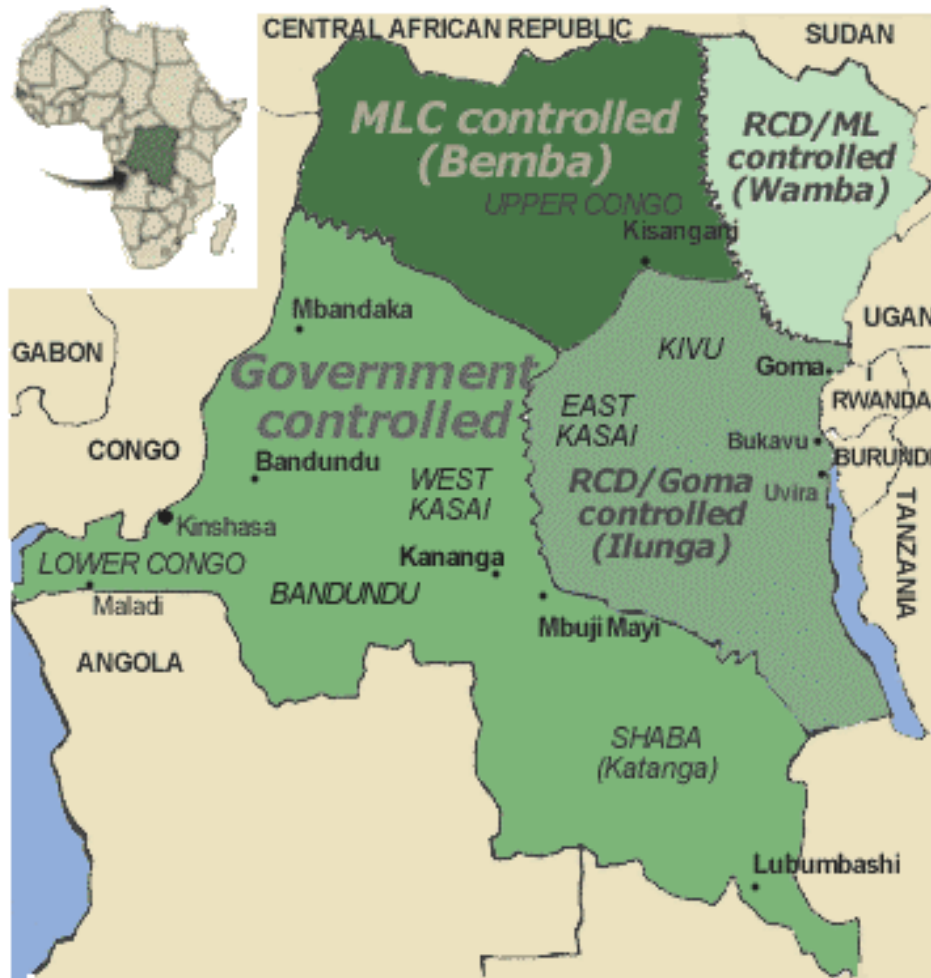 CENTRAL AFRICAN REPUBLIC
SUDAN
MLC controlled
(Bemba)
RCD/ML
controlled
(Wamba)
UPPER CONGO
Kisangani
Mbandaka
UGAN
GABON
KIVU
Goma
Government
controlled
RWANDA
EAST
KASAI
CONGO
Bukavu
BURUNDI
Bandundu
WEST
KASAI
RCD/Goma
controlled
(Ilunga)
Uvira
TANZANIA
Kinshasa
LOWER CONGO
Kananga
BANDUNDU
Maladi
Mbuji Mayi
ANGOLA
SHABA
(Katanga)
Lubumbashi